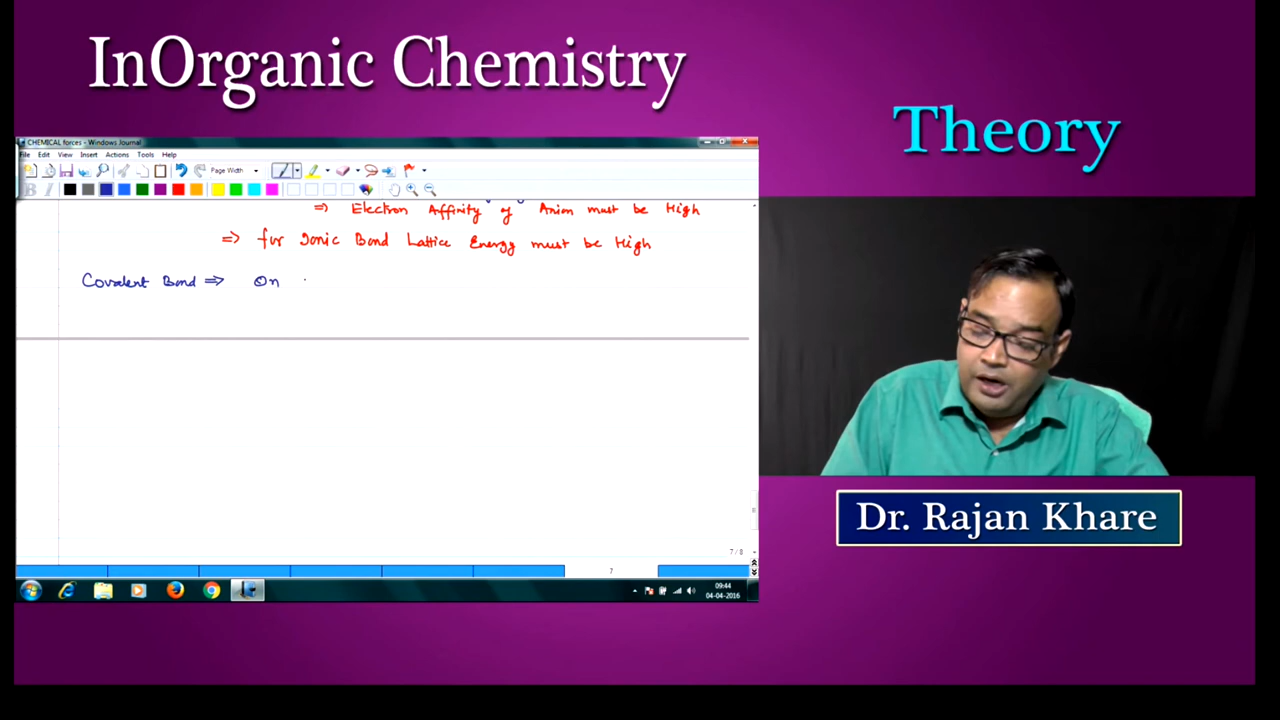 InOrganic Chemistry
Theory
CHEMICAL forces - Windows Journal
File Edit View Insert Actions Tools Help
Page Width
⇒ Electron Affinity of Anion must be High
⇒ for Ionic Bond Lattice Energy must be High
Covalent Bond ⇒ On
7 / 8
7
09:44
04-04-2016
Dr. Rajan Khare